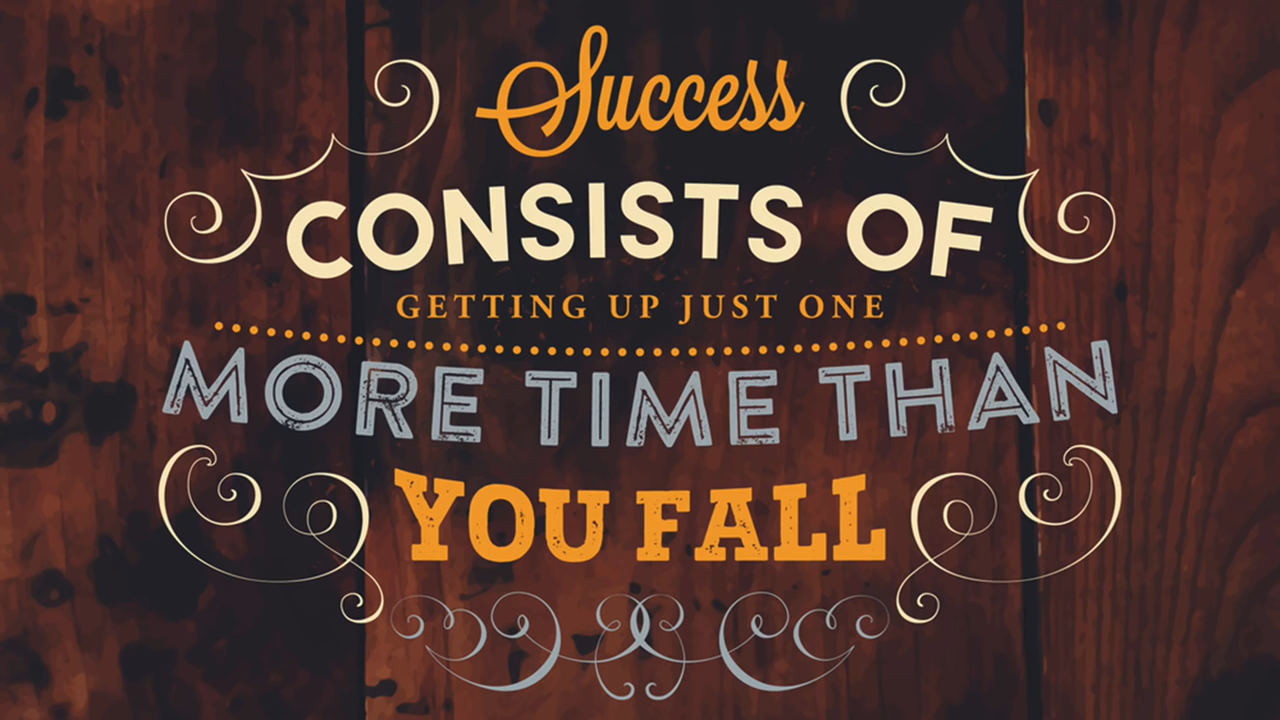 Success
CONSISTS OF
GETTING UP JUST ONE
MORE TIME THAN
YOU FALL